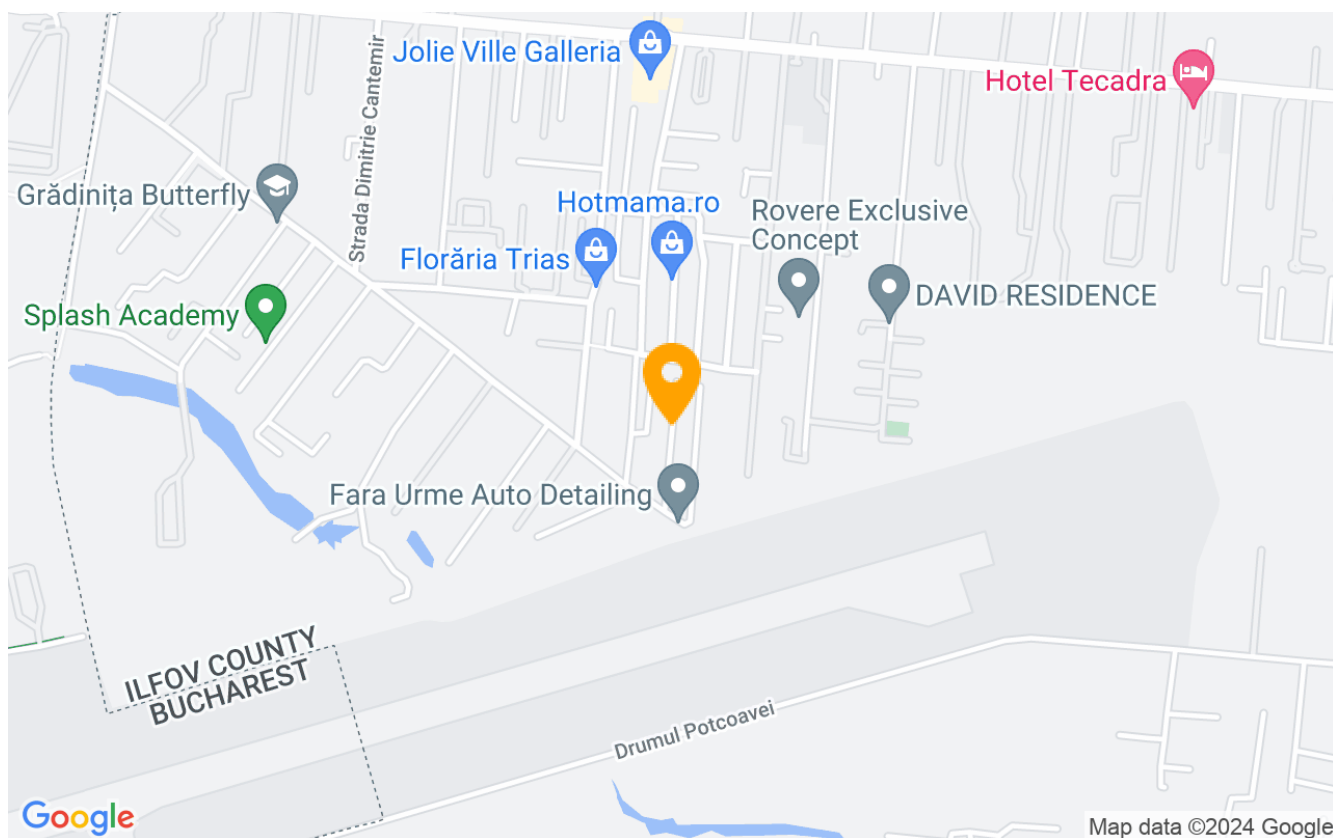 Jolie Ville Galleria
Hotel Tecadra
Strada Dimitrie Cantemir
Grădinița Butterfly
Hotmama.ro
Rovere Exclusive
Concept
Florăria Trias
DAVID RESIDENCE
Splash Academy
Fara Urme Auto Detailing
ILFOV COUNTY
BUCHAREST
Drumul Potcoavei
Google
Map data ©2024 Google